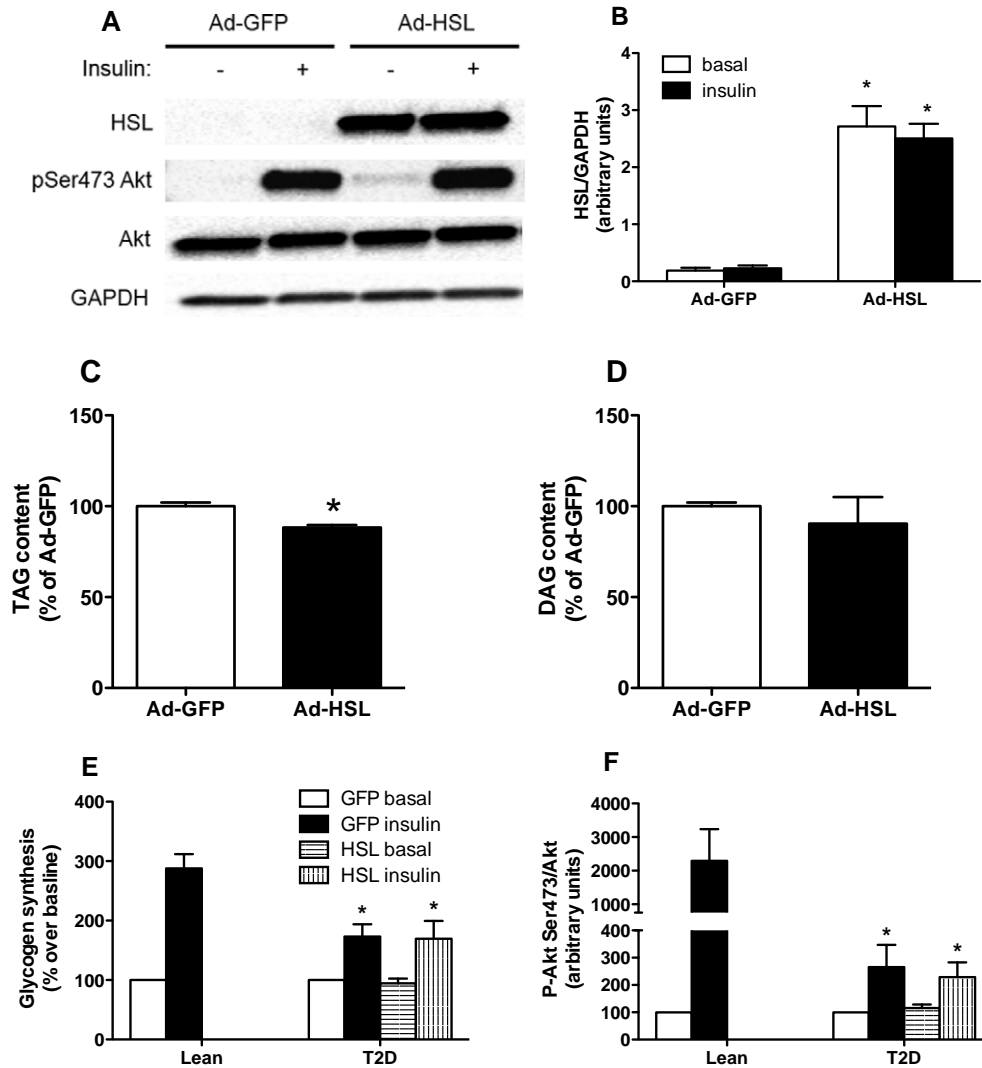 A
Ad-GFP Ad-HSL
Insulin: - + - +
HSL
pSer473 Akt
Akt
GAPDH
B
HSL/GAPDH
(arbitrary units)
4
3
2
1
0
basal
insulin
* *
Ad-GFP Ad-HSL
C
TAG content
(% of Ad-GFP)
150
100
50
0
*
Ad-GFP Ad-HSL
D
DAG content
(% of Ad-GFP)
150
100
50
0
Ad-GFP Ad-HSL
E
Glycogen synthesis
(% over basline)
400
300
200
100
0
GFP basal
GFP insulin
HSL basal
HSL insulin
* *
Lean T2D
F
P-Akt Ser473/Akt
(arbitrary units)
4000
3000
2000
1000
400
300
200
100
0
* *
Lean T2D